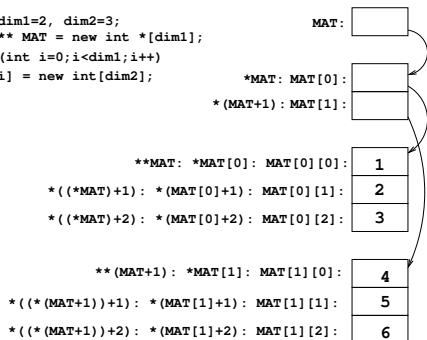 dim1=2, dim2=3;
** MAT = new int *[dim1];
(int i=0;i<dim1;i++)
i] = new int[dim2];
MAT:
*MAT: MAT[0]:
*(MAT+1): MAT[1]:
**MAT: *MAT[0]: MAT[0][0]: 1
*((*MAT)+1): *(MAT[0]+1): MAT[0][1]: 2
*((*MAT)+2): *(MAT[0]+2): MAT[0][2]: 3
**(MAT+1): *MAT[1]: MAT[1][0]: 4
*((*(MAT+1))+1): *(MAT[1]+1): MAT[1][1]: 5
*((*(MAT+1))+2): *(MAT[1]+2): MAT[1][2]: 6